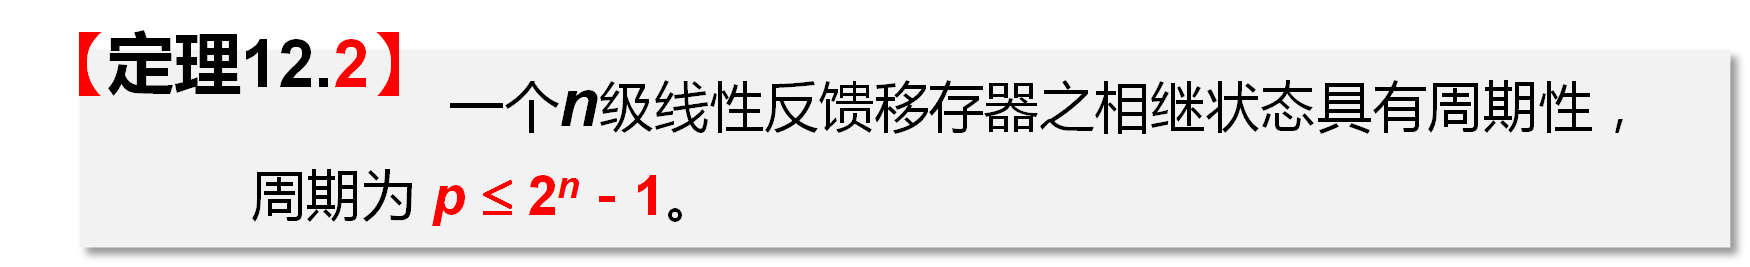 【定理12.2】
一个n级线性反馈移存器之相继状态具有周期性，
周期为 p ≤ 2ⁿ - 1。